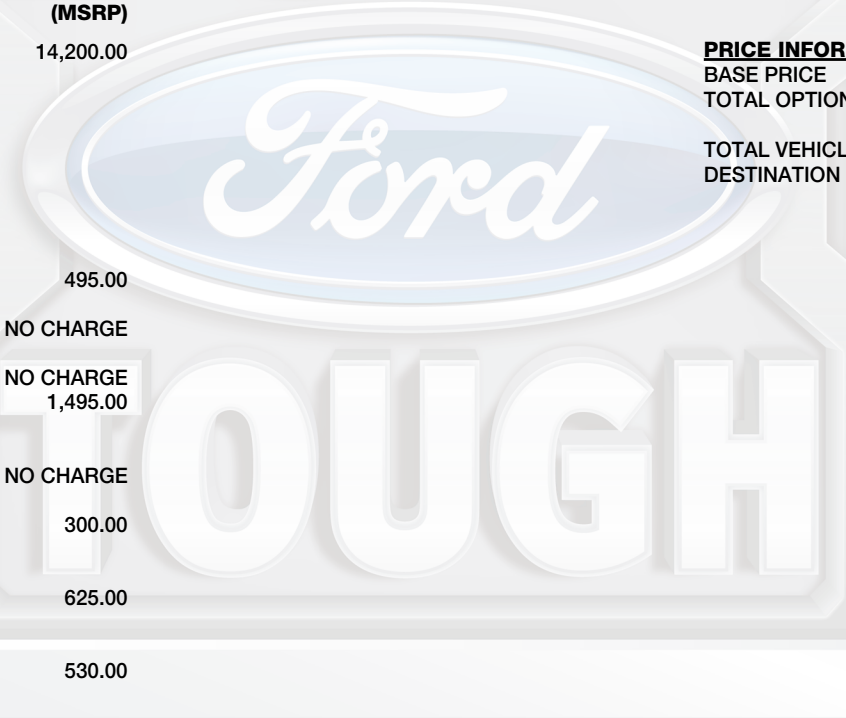 (MSRP)
14,200.00
495.00
NO CHARGE
NO CHARGE
1,495.00
NO CHARGE
300.00
625.00
530.00
PRICE INFOR
BASE PRICE
TOTAL OPTION
TOTAL VEHICL
DESTINATION
Ford
TOUGH